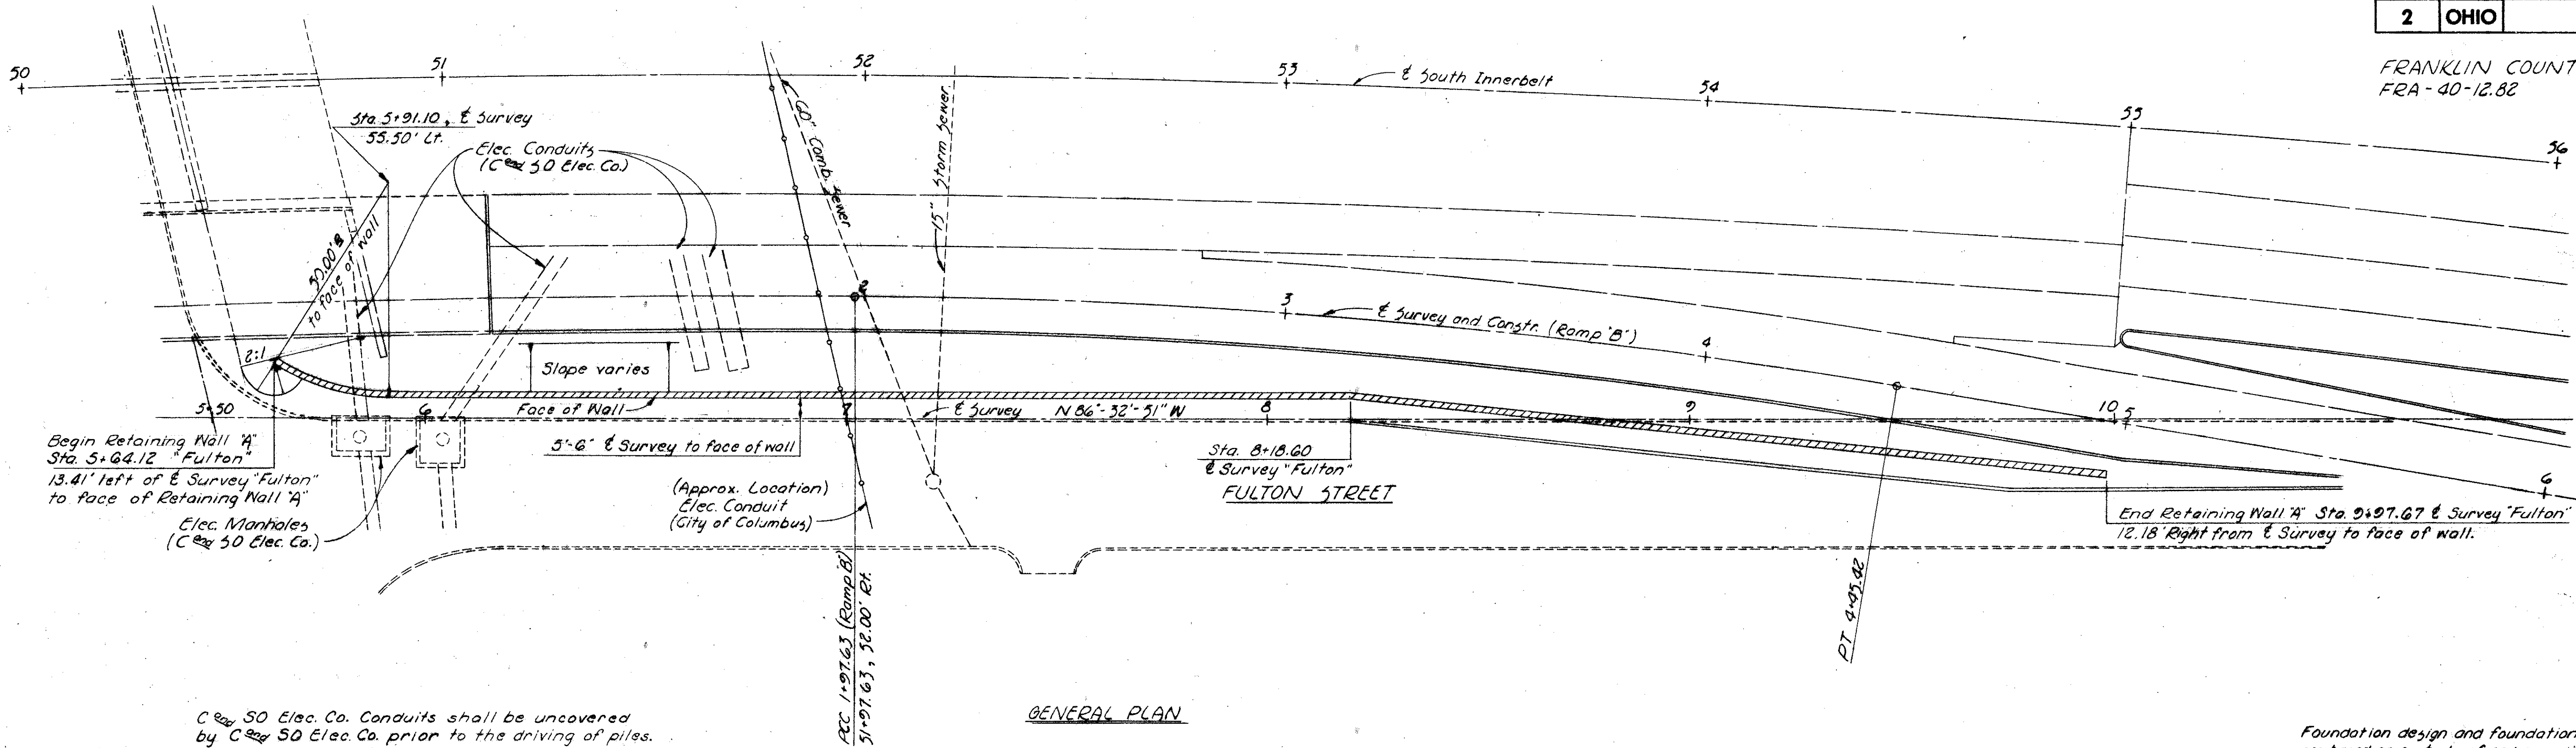 2 OHIO
FRANKLIN COUNT
FRA-40-12.82
50
51
52
53
54
55
56
℄ South Innerbelt
Sta. 5+91.10, ℄ Survey
55.50' Lt.
Elec. Conduits
(C and SO Elec. Co.)
60" Comb. Sewer
15" Storm Sewer
50.00' R
to face of wall
2:1
Slope varies
2
3
℄ Survey and Constr. (Ramp 'B')
4
5
6
5+50
6
Face of Wall
7
℄ Survey N 86°-32'-51" W
8
9
10
5'-6" ℄ Survey to face of wall
Begin Retaining Wall "A"
Sta. 5+64.12 "Fulton"
13.41' left of ℄ Survey "Fulton"
to face of Retaining Wall "A"
Elec. Manholes
(C and SO Elec. Co.)
(Approx. Location)
Elec. Conduit
(City of Columbus)
Sta. 8+18.60
℄ Survey "Fulton"
FULTON STREET
End Retaining Wall "A" Sta. 9+97.67 ℄ Survey "Fulton"
12.18' Right from ℄ Survey to face of wall.
PCC 1+97.63 (Ramp 'B')
51+97.63, 52.00' Rt.
PT 4+45.42
GENERAL PLAN
C and SO Elec. Co. Conduits shall be uncovered
by C and SO Elec. Co. prior to the driving of piles.
Foundation design and foundation